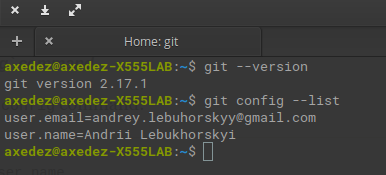 Home: git
axedez@axedez-X555LAB:~$ git --version
git version 2.17.1
axedez@axedez-X555LAB:~$ git config --list
user.email=andrey.lebuhorskyy@gmail.com
user.name=Andrii Lebukhorskyi
axedez@axedez-X555LAB:~$